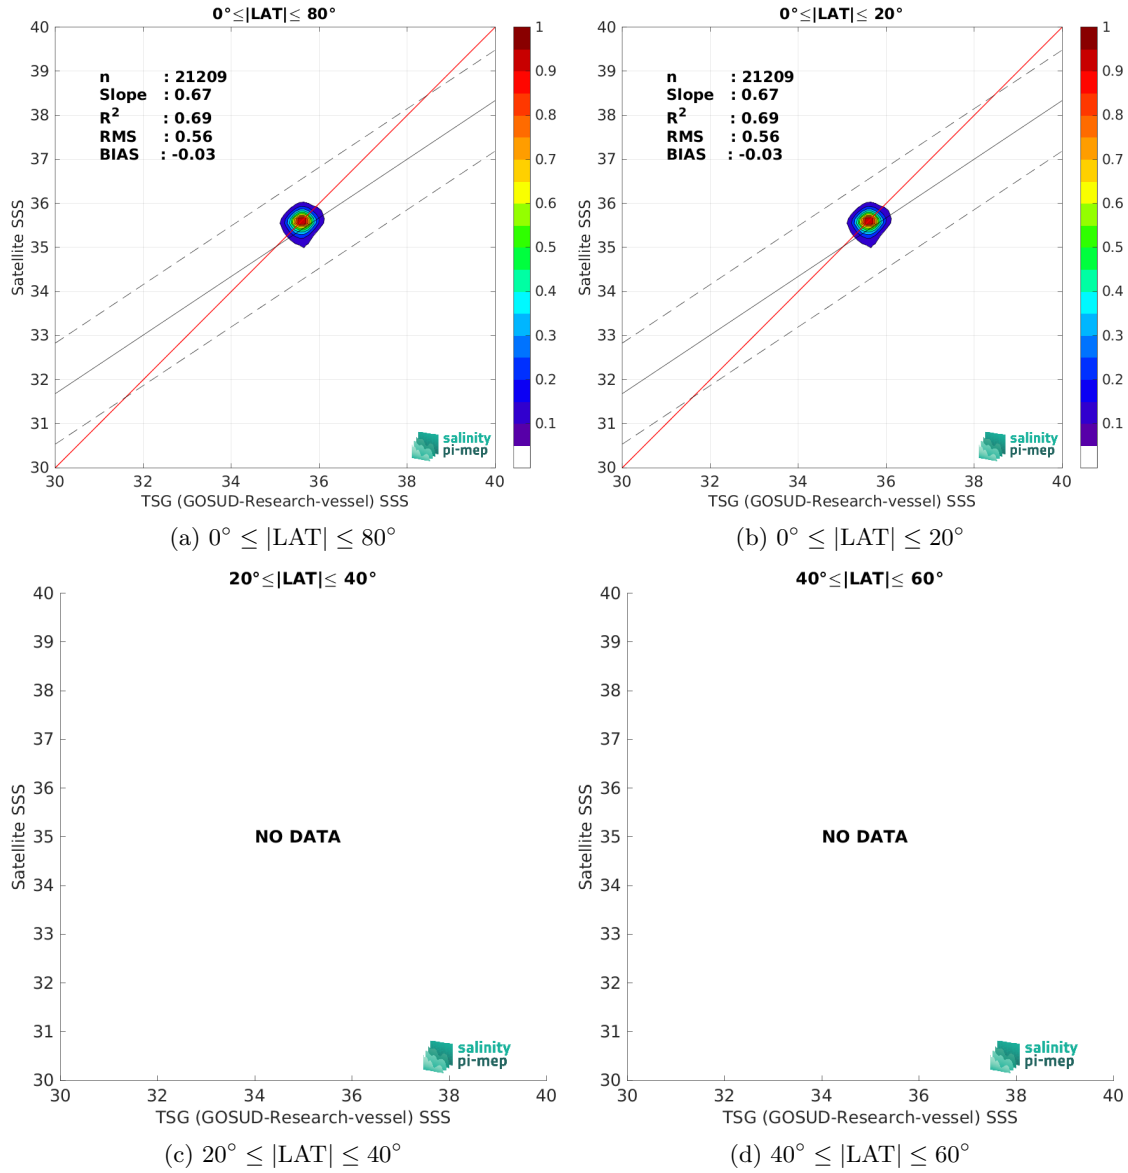 0°≤|LAT|≤ 80°
40
39
38
37
36
35
34
33
32
31
30
Satellite SSS
n : 21209
Slope : 0.67
R² : 0.69
RMS : 0.56
BIAS : -0.03
salinity
pi-mep
30 32 34 36 38 40
TSG (GOSUD-Research-vessel) SSS
1
0.9
0.8
0.7
0.6
0.5
0.4
0.3
0.2
0.1
(a) 0° ≤ |LAT| ≤ 80°
0°≤|LAT|≤ 20°
40
39
38
37
36
35
34
33
32
31
30
Satellite SSS
n : 21209
Slope : 0.67
R² : 0.69
RMS : 0.56
BIAS : -0.03
salinity
pi-mep
30 32 34 36 38 40
TSG (GOSUD-Research-vessel) SSS
1
0.9
0.8
0.7
0.6
0.5
0.4
0.3
0.2
0.1
(b) 0° ≤ |LAT| ≤ 20°
20°≤|LAT|≤ 40°
40
39
38
37
36
35
34
33
32
31
30
Satellite SSS
NO DATA
salinity
pi-mep
30 32 34 36 38 40
TSG (GOSUD-Research-vessel) SSS
(c) 20° ≤ |LAT| ≤ 40°
40°≤|LAT|≤ 60°
40
39
38
37
36
35
34
33
32
31
30
Satellite SSS
NO DATA
salinity
pi-mep
30 32 34 36 38 40
TSG (GOSUD-Research-vessel) SSS
(d) 40° ≤ |LAT| ≤ 60°